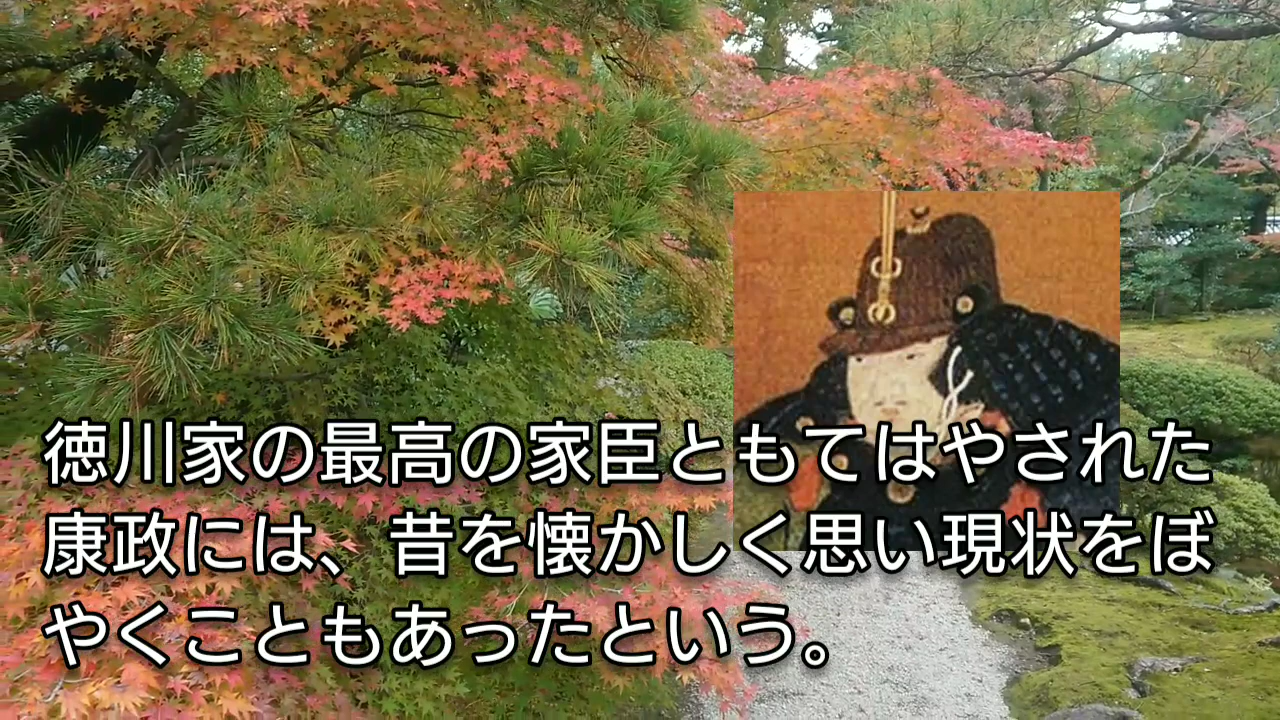 徳川家の最高の家臣ともてはやされた
康政には、昔を懐かしく思い現状をぼ
やくこともあったという。